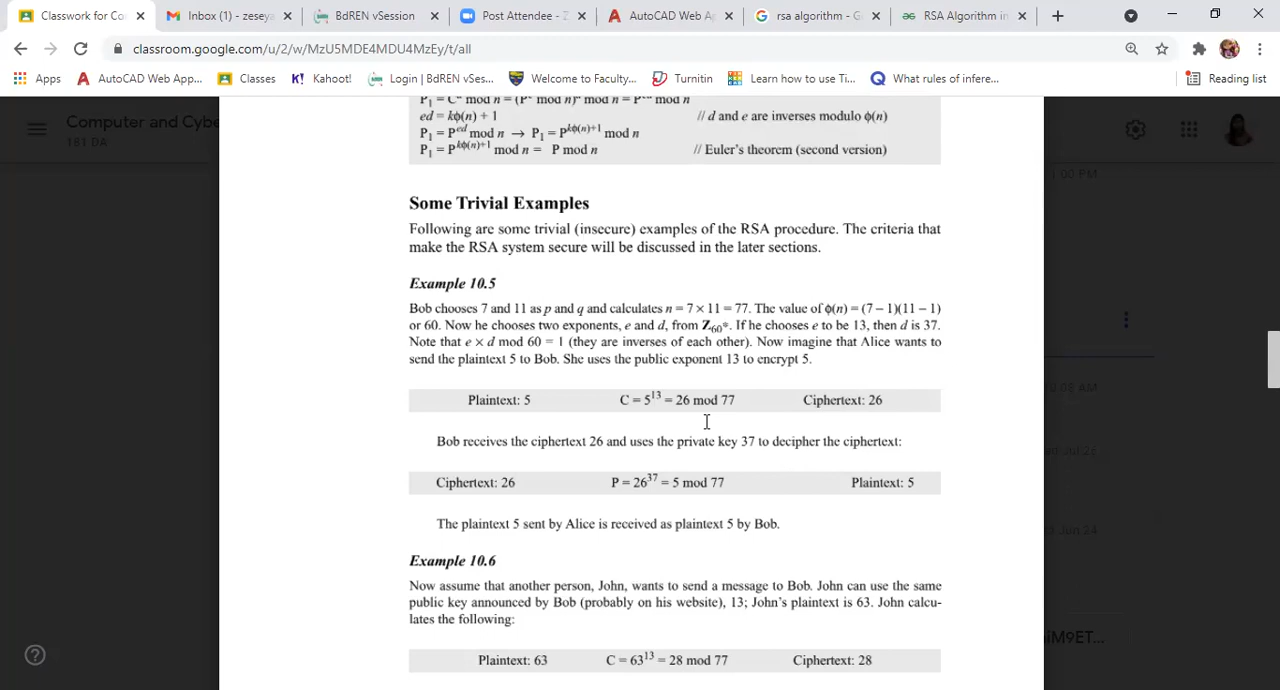 Classwork for Co
Inbox (1) - zeseya
BdREN vSession
Post Attendee - Z
AutoCAD Web A
rsa algorithm - G
RSA Algorithm in
classroom.google.com/u/2/w/MzU5MDE4MDU4MzEy/t/all
Apps
AutoCAD Web App...
Classes
Kahoot!
Login | BdREN vSes...
Welcome to Faculty...
Turnitin
Learn how to use Ti...
What rules of infere...
Reading list
Computer and Cybe
181 DA
ed = kϕ(n) + 1 // d and e are inverses modulo ϕ(n)
P₁ = P^ed mod n → P₁ = P^kϕ(n)+1 mod n
P₁ = P^kϕ(n)+1 mod n = P mod n // Euler's theorem (second version)
Some Trivial Examples
Following are some trivial (insecure) examples of the RSA procedure. The criteria that
make the RSA system secure will be discussed in the later sections.
Example 10.5
Bob chooses 7 and 11 as p and q and calculates n = 7 × 11 = 77. The value of ϕ(n) = (7 – 1)(11 – 1)
or 60. Now he chooses two exponents, e and d, from Z₆₀*. If he chooses e to be 13, then d is 37.
Note that e × d mod 60 = 1 (they are inverses of each other). Now imagine that Alice wants to
send the plaintext 5 to Bob. She uses the public exponent 13 to encrypt 5.
Plaintext: 5 C = 5¹³ = 26 mod 77 Ciphertext: 26
Bob receives the ciphertext 26 and uses the private key 37 to decipher the ciphertext:
Ciphertext: 26 P = 26³⁷ = 5 mod 77 Plaintext: 5
The plaintext 5 sent by Alice is received as plaintext 5 by Bob.
Example 10.6
Now assume that another person, John, wants to send a message to Bob. John can use the same
public key announced by Bob (probably on his website), 13; John's plaintext is 63. John calcu-
lates the following:
Plaintext: 63 C = 63¹³ = 28 mod 77 Ciphertext: 28